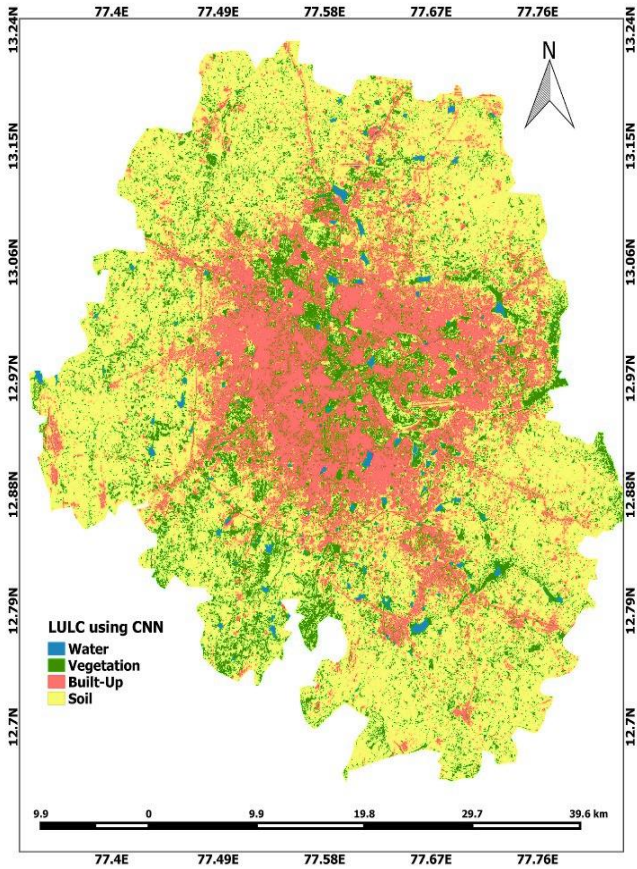 77.4E 77.49E 77.58E 77.67E 77.76E
13.24N 13.24N
N
13.15N 13.15N
13.06N 13.06N
12.97N 12.97N
12.88N 12.88N
12.79N 12.79N
LULC using CNN
Water
Vegetation
Built-Up
Soil
12.7N 12.7N
9.9 0 9.9 19.8 29.7 39.6 km
77.4E 77.49E 77.58E 77.67E 77.76E